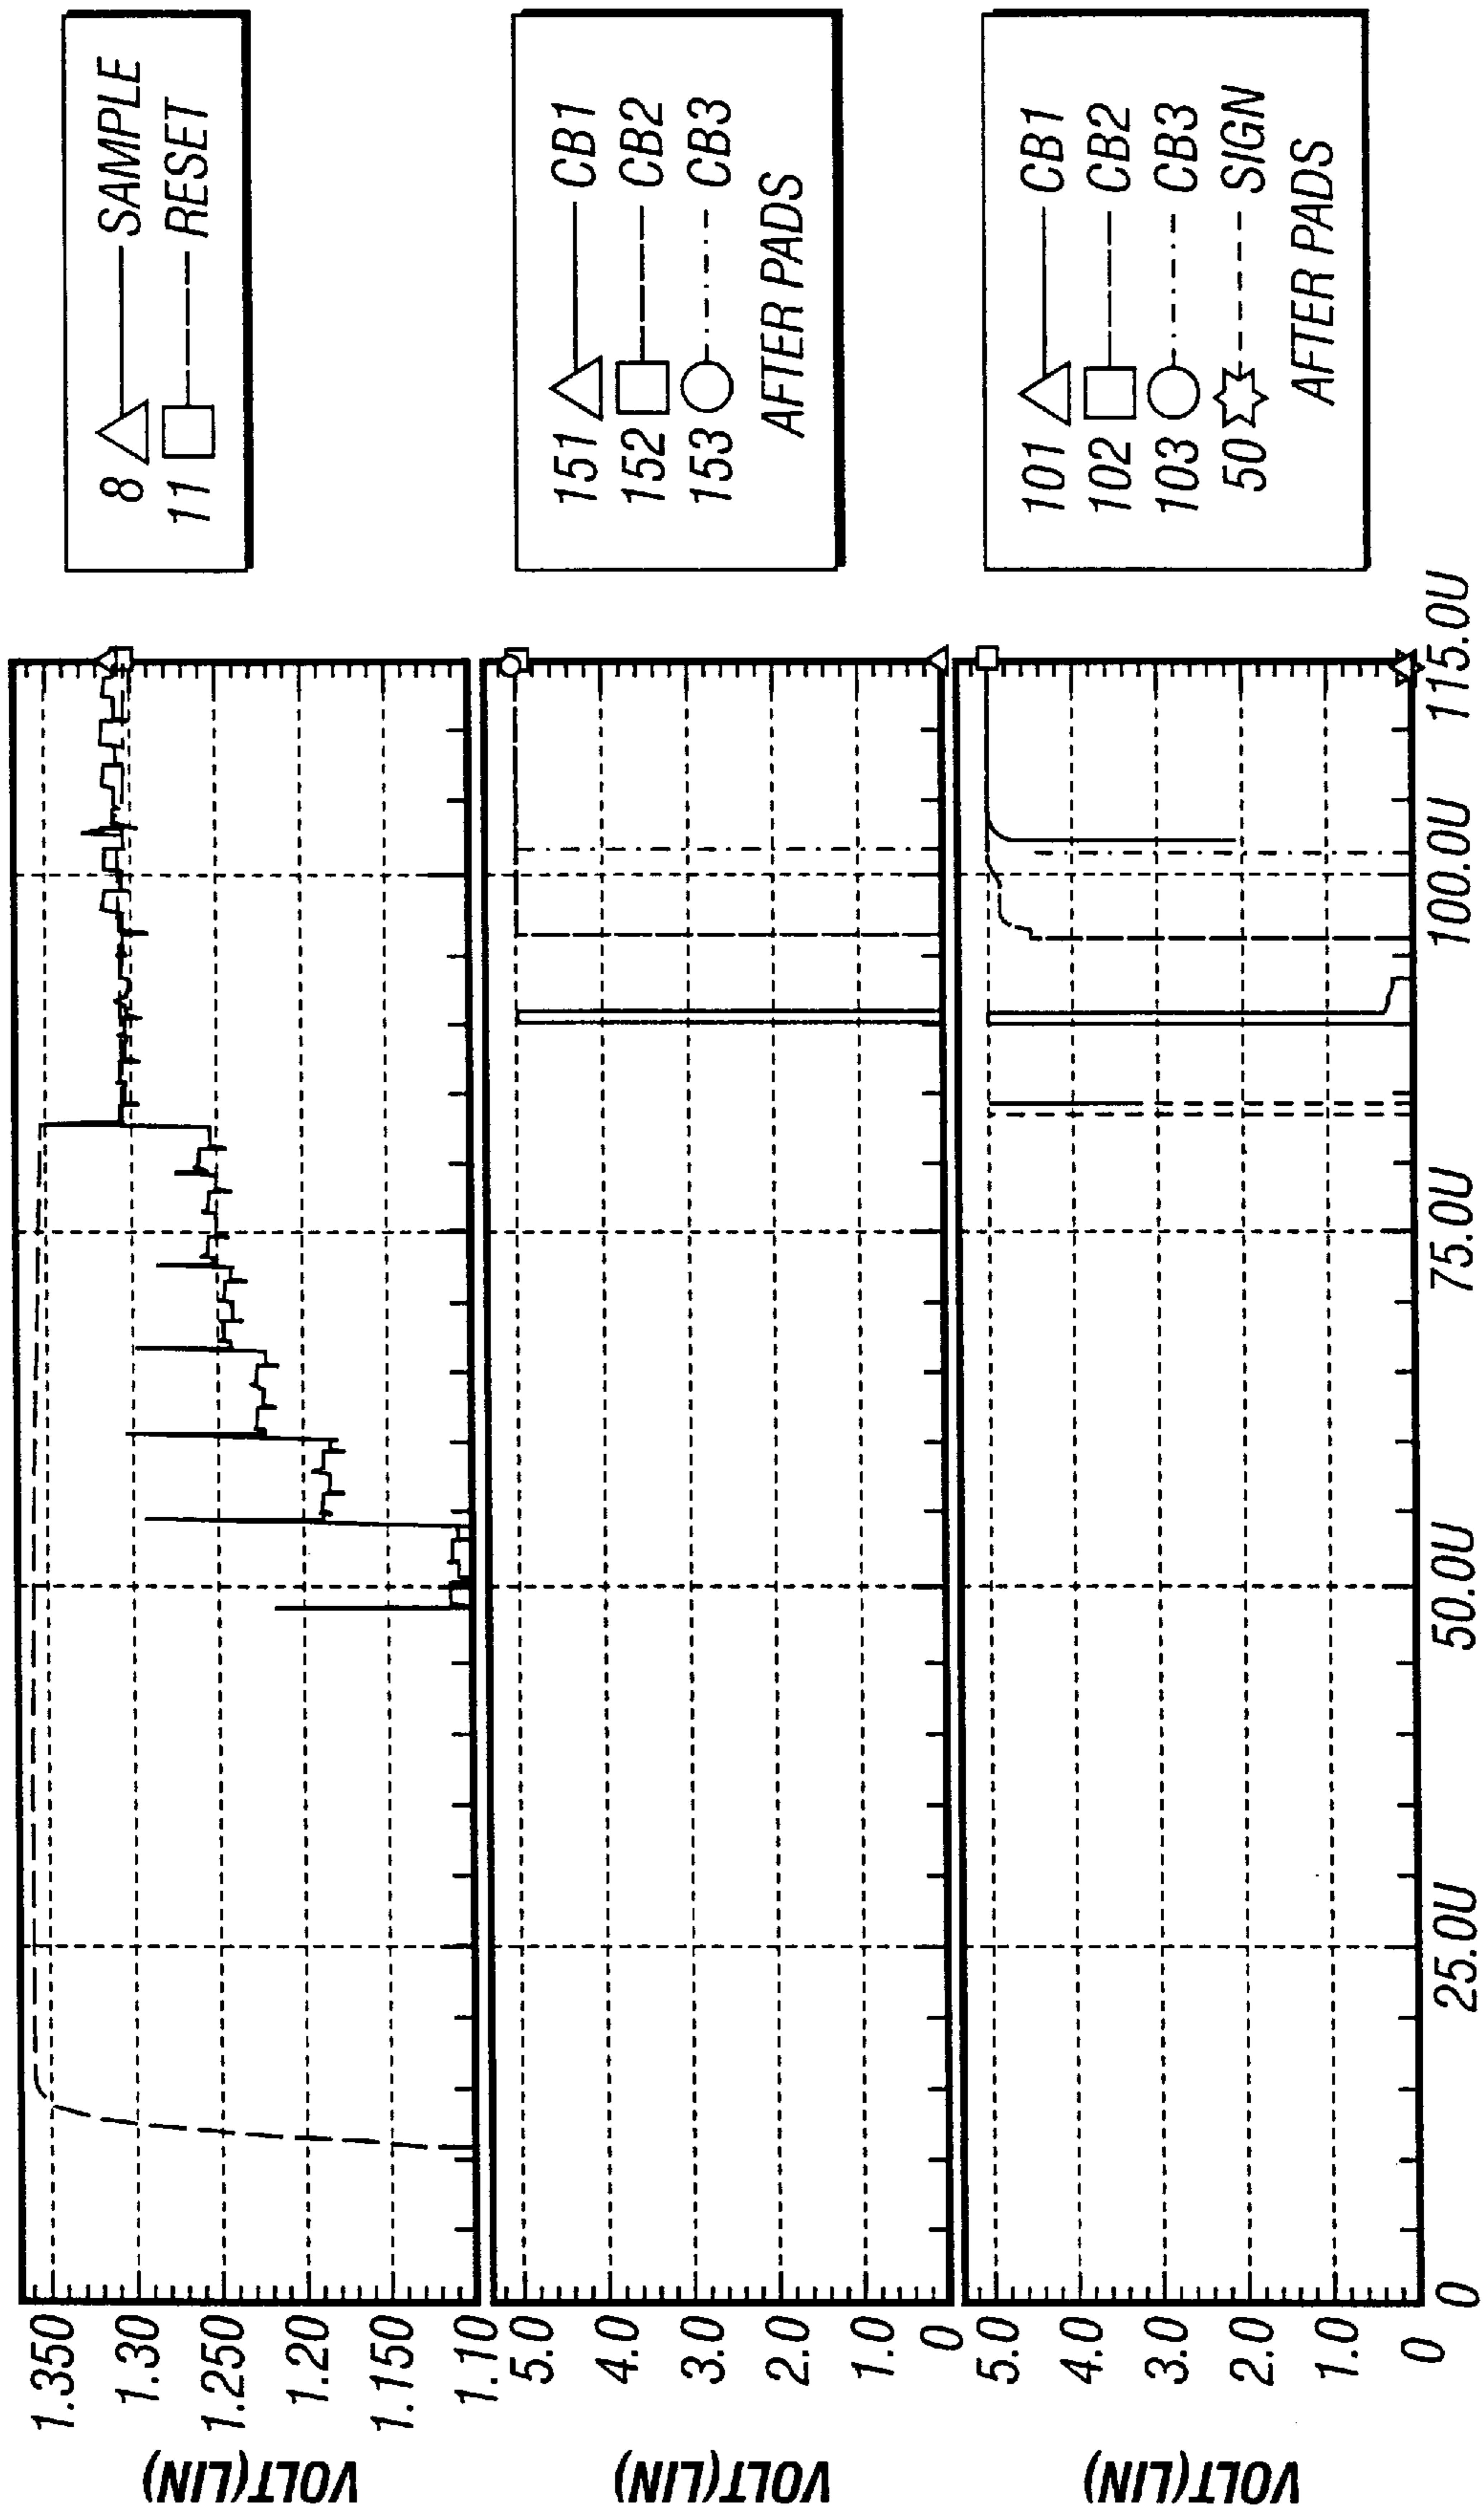 VOLT(LIN)
1.350
1.30
1.250
1.20
1.150
1.10
8 SAMPLE
11 RESET
VOLT(LIN)
5.0
4.0
3.0
2.0
1.0
0
151 CB1
152 CB2
153 CB3
AFTER PADS
VOLT(LIN)
5.0
4.0
3.0
2.0
1.0
0
101 CB1
102 CB2
103 CB3
50 SIGN
AFTER PADS
0 25.0U 50.0U 75.0U 100.0U 115.0U